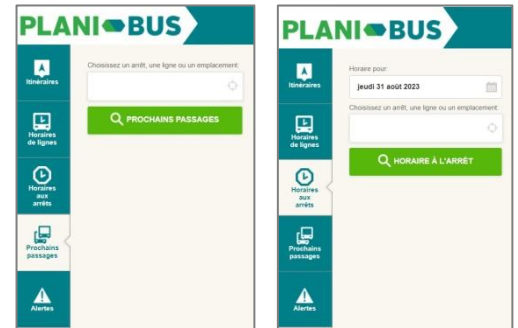 PLANI BUS
Choisissez un arrêt, une ligne ou un emplacement:
Itinéraires
PROCHAINS PASSAGES
Horaires
de lignes
Horaires
aux
arrêts
Prochains
passages
Alertes
PLANI BUS
Horaire pour:
jeudi 31 août 2023
Itinéraires
Choisissez un arrêt, une ligne ou un emplacement:
Horaires
de lignes
HORAIRE À L'ARRÊT
Horaires
aux
arrêts
Prochains
passages
Alertes